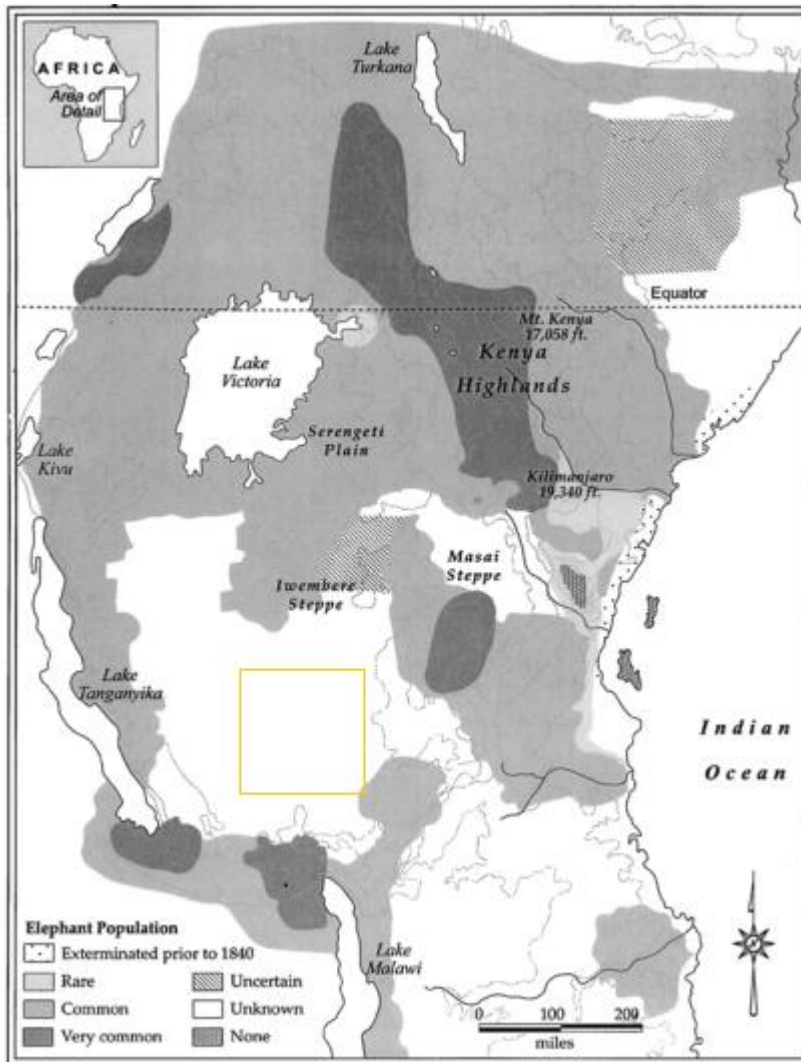 AFRICA
Area of
Detail
Lake
Turkana
Equator
Mt. Kenya
17,058 ft.
Kenya
Highlands
Lake
Victoria
Serengeti
Plain
Lake
Kivu
Kilimanjaro
19,340 ft.
Masai
Steppe
Iwembere
Steppe
Lake
Tanganyika
Indian
Ocean
Lake
Malawi
Elephant Population
Exterminated prior to 1840
Rare
Common
Very common
Uncertain
Unknown
None
0 100 200
miles